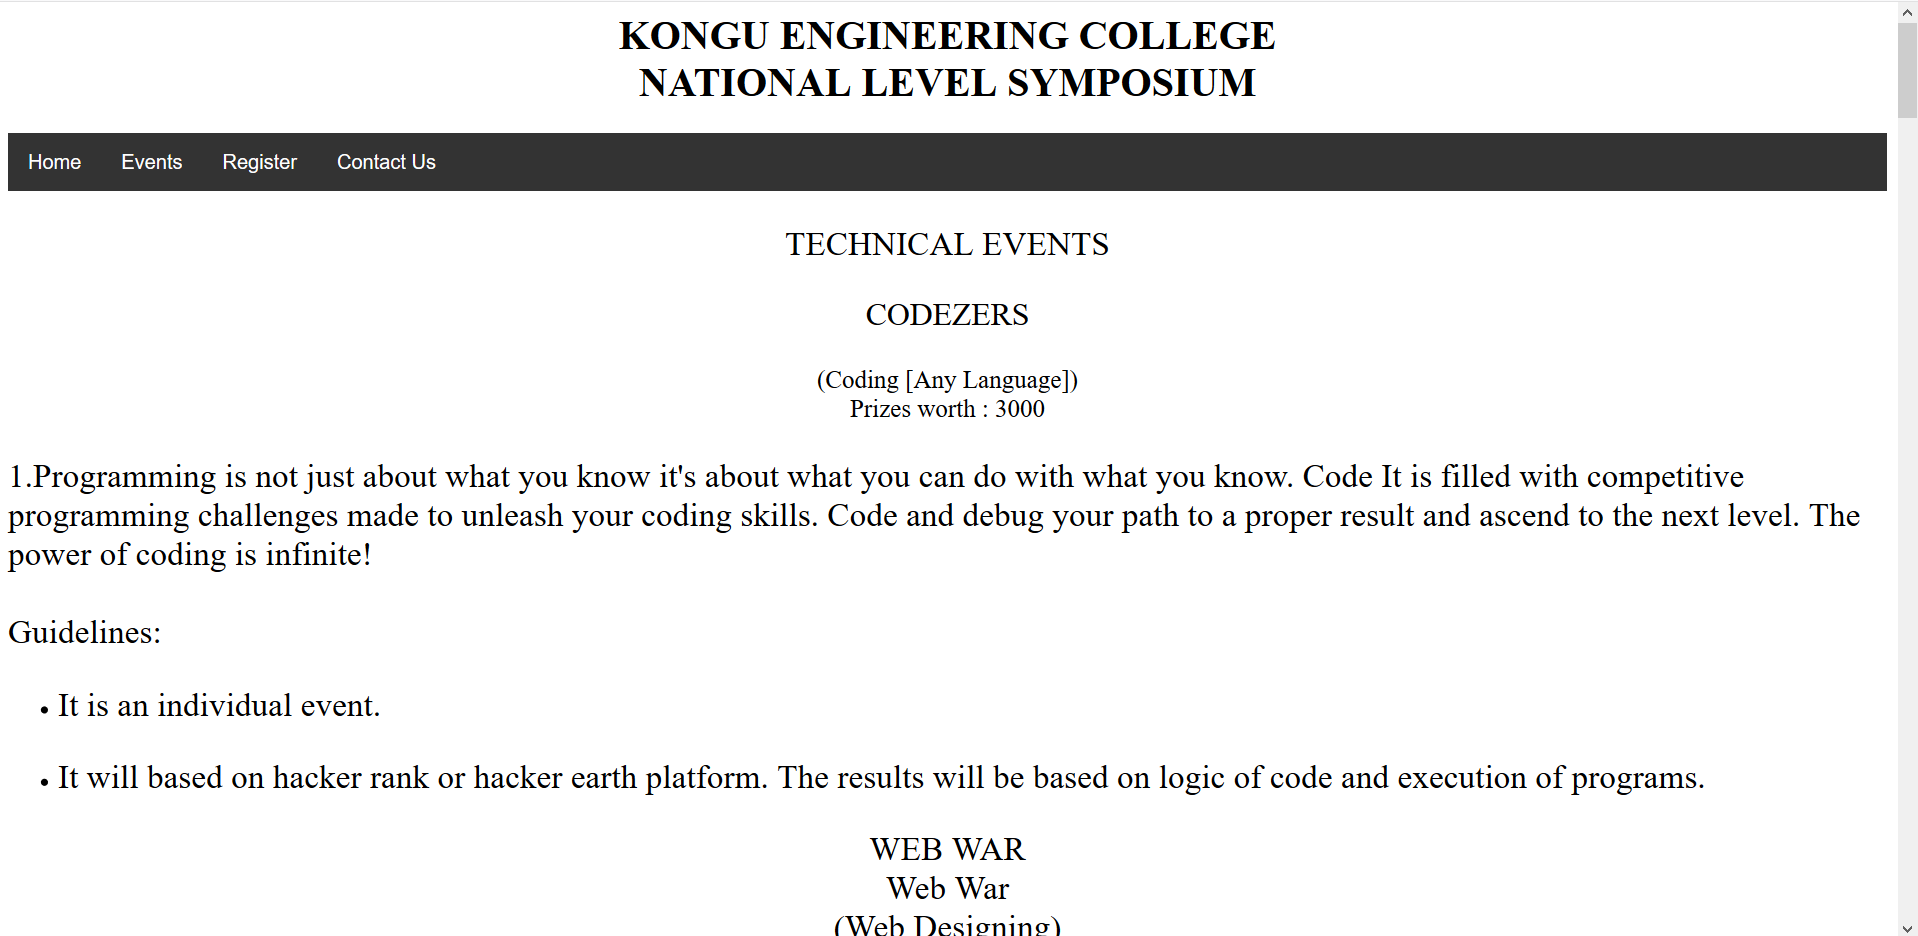 KONGU ENGINEERING COLLEGE
NATIONAL LEVEL SYMPOSIUM
Home Events Register Contact Us
TECHNICAL EVENTS
CODEZERS
(Coding [Any Language])
Prizes worth : 3000
1.Programming is not just about what you know it's about what you can do with what you know. Code It is filled with competitive
programming challenges made to unleash your coding skills. Code and debug your path to a proper result and ascend to the next level. The
power of coding is infinite!
Guidelines:
• It is an individual event.
• It will based on hacker rank or hacker earth platform. The results will be based on logic of code and execution of programs.
WEB WAR
Web War
(Web Designing)